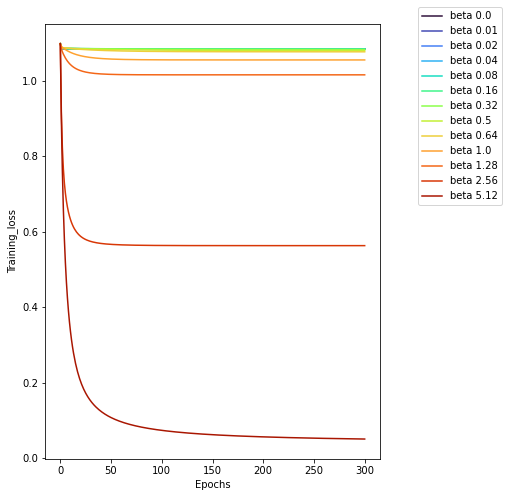 beta 0.0
beta 0.01
beta 0.02
beta 0.04
beta 0.08
beta 0.16
beta 0.32
beta 0.5
beta 0.64
beta 1.0
beta 1.28
beta 2.56
beta 5.12
1.0
0.8
0.6
0.4
0.2
0.0
Training_loss
0 50 100 150 200 250 300
Epochs